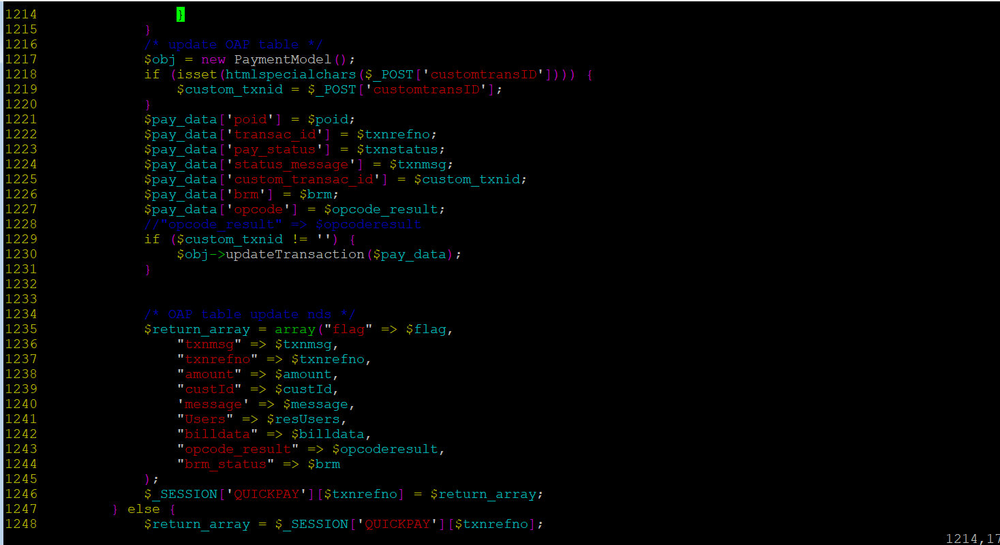 1214                 }
1215             }
1216             /* update OAP table */
1217             $obj = new PaymentModel();
1218             if (isset(htmlspecialchars($_POST['customtransID']))) {
1219                 $custom_txnid = $_POST['customtransID'];
1220             }
1221             $pay_data['poid'] = $poid;
1222             $pay_data['transac_id'] = $txnrefno;
1223             $pay_data['pay_status'] = $txnstatus;
1224             $pay_data['status_message'] = $txnmsg;
1225             $pay_data['custom_transac_id'] = $custom_txnid;
1226             $pay_data['brm'] = $brm;
1227             $pay_data['opcode'] = $opcode_result;
1228             //"opcode_result" => $opcoderesult
1229             if ($custom_txnid != '') {
1230                 $obj->updateTransaction($pay_data);
1231             }
1232
1233
1234             /* OAP table update nds */
1235             $return_array = array("flag" => $flag,
1236                 "txnmsg" => $txnmsg,
1237                 "txnrefno" => $txnrefno,
1238                 "amount" => $amount,
1239                 "custId" => $custId,
1240                 'message' => $message,
1241                 "Users" => $resUsers,
1242                 "billdata" => $billdata,
1243                 "opcode_result" => $opcoderesult,
1244                 "brm_status" => $brm
1245             );
1246             $_SESSION['QUICKPAY'][$txnrefno] = $return_array;
1247         } else {
1248             $return_array = $_SESSION['QUICKPAY'][$txnrefno];
1214,17